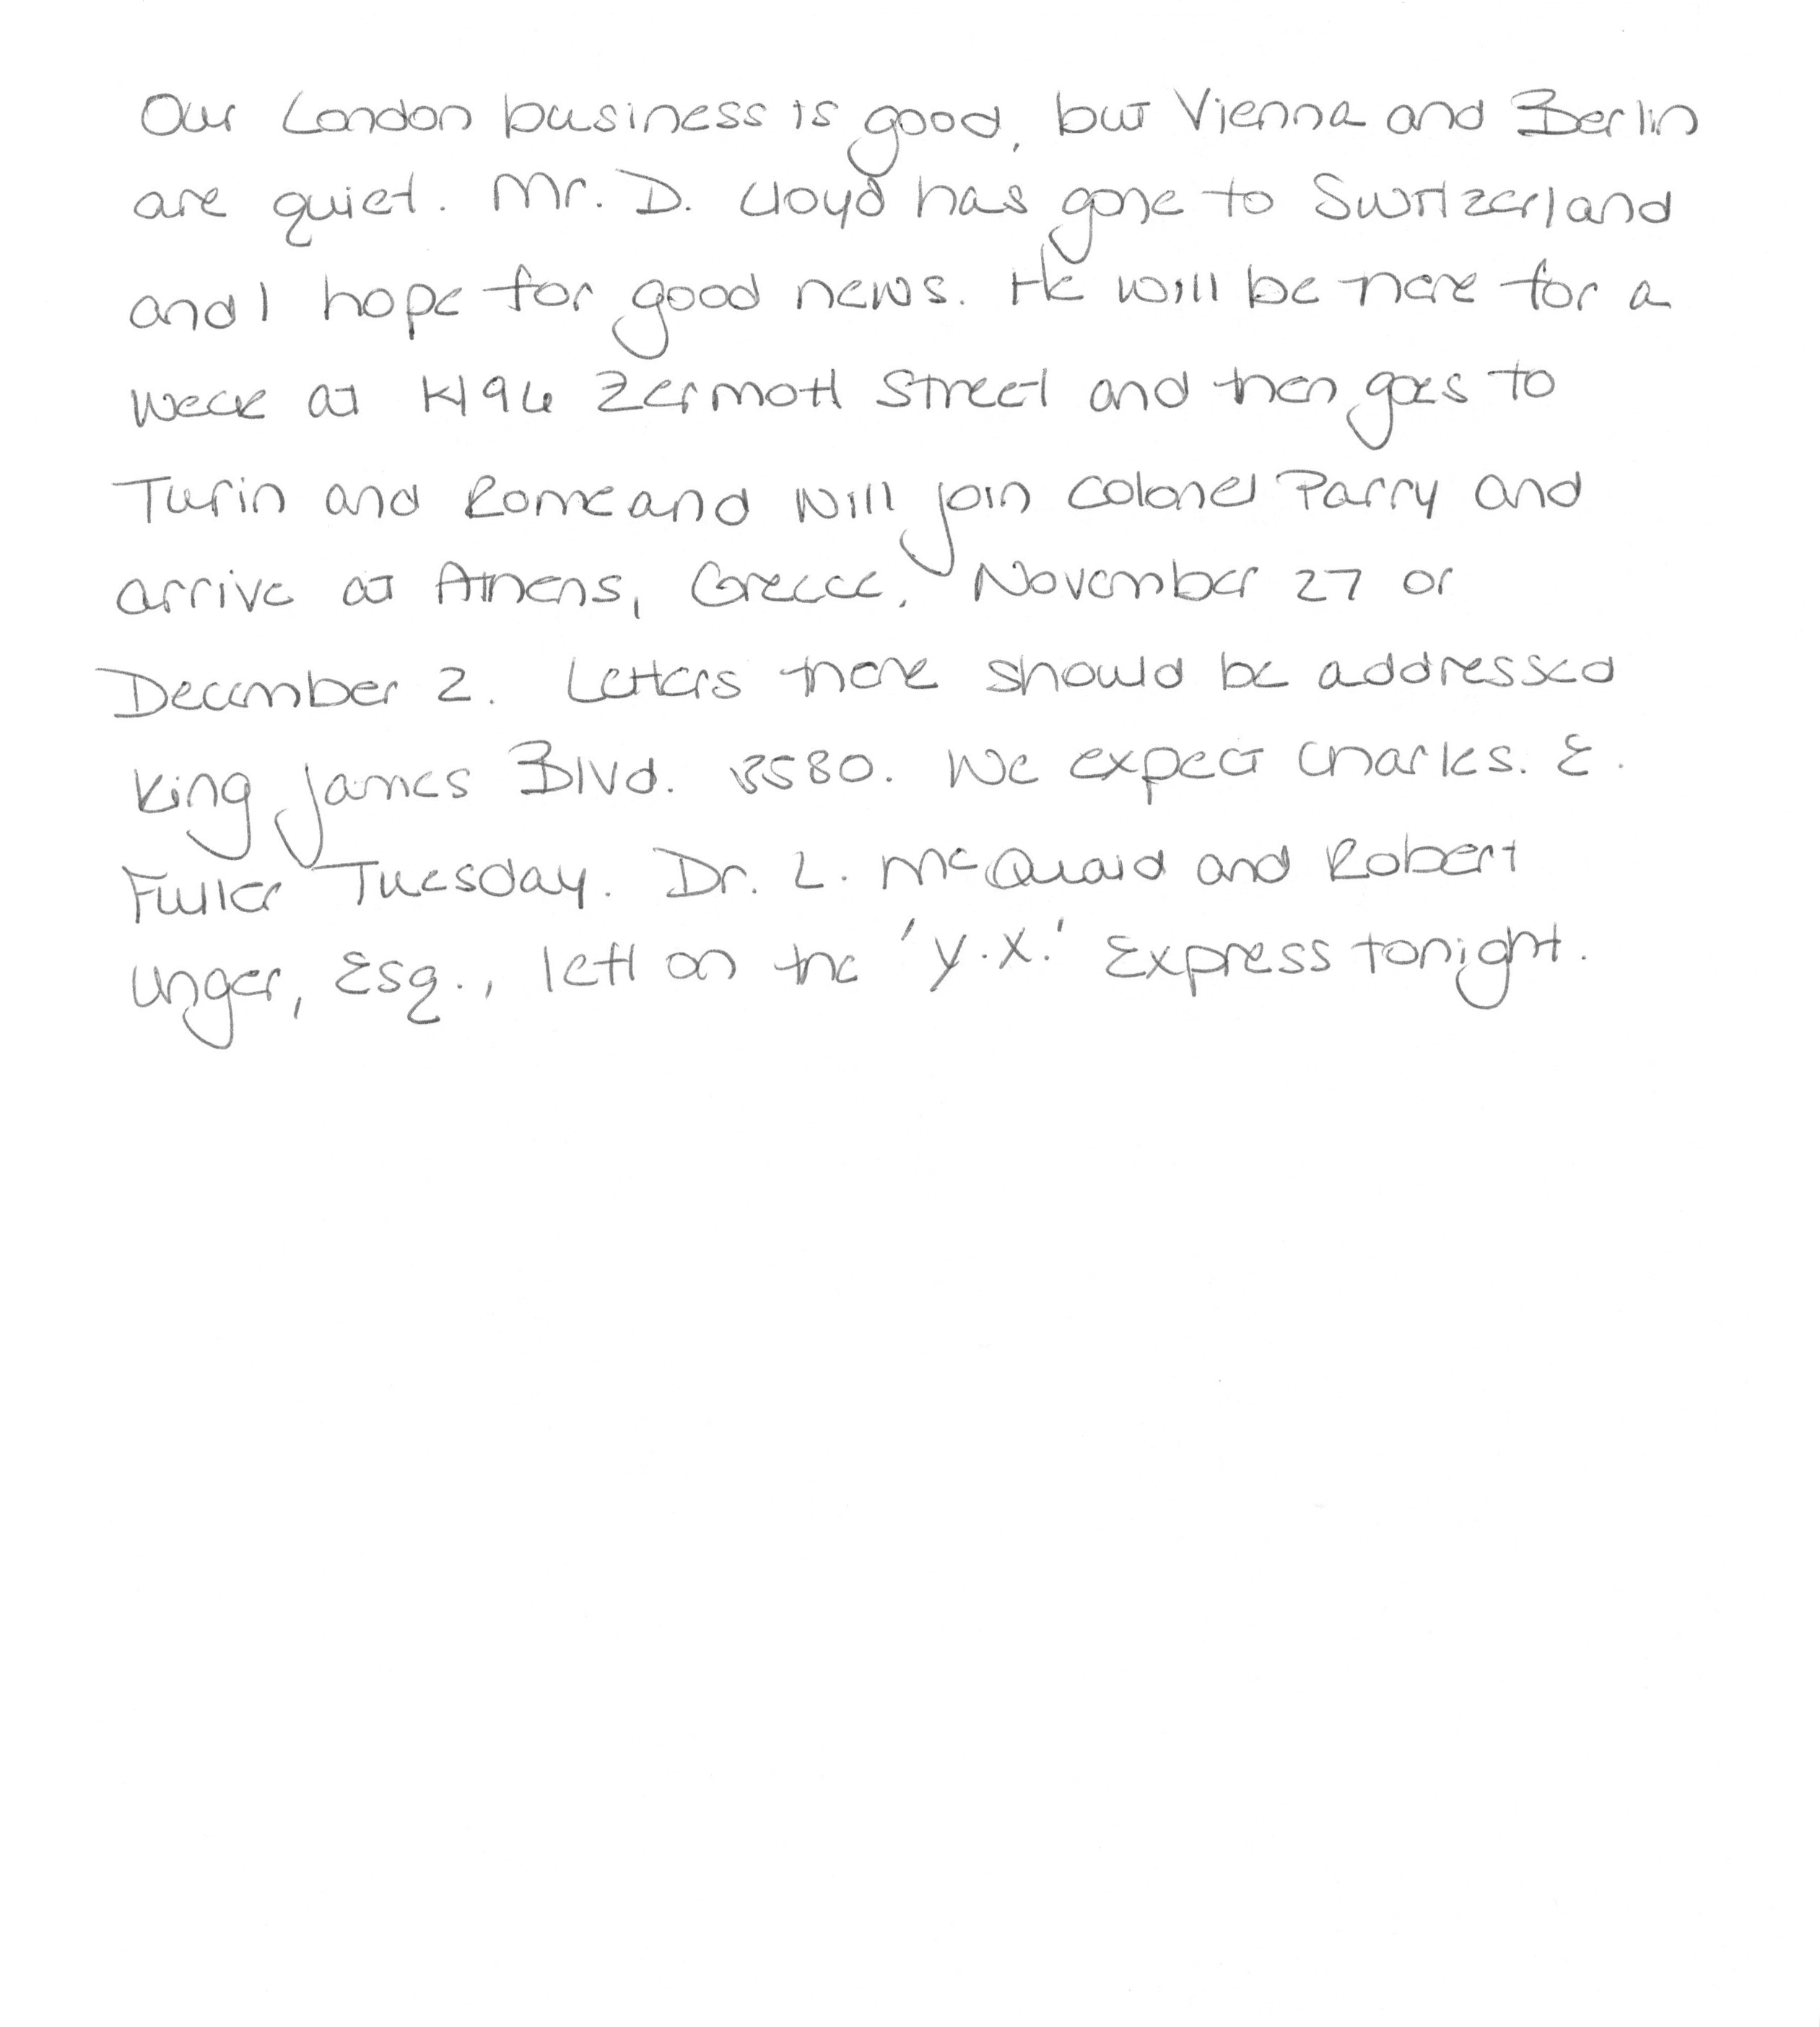 Our London business is good, but Vienna and Berlin
are quiet. Mr. D. Lloyd has gone to Switzerland
and I hope for good news. He will be there for a
week at 1496 Zermott Street and then goes to
Turin and Rome and will join Colonel Parry and
arrive at Athens, Greece, November 27 or
December 2. Letters there should be addressed
King James Blvd. 3580. We expect Charles. E.
Fuller Tuesday. Dr. L. McQuaid and Robert
Unger, Esq., left on the 'Y.X.' Express tonight.